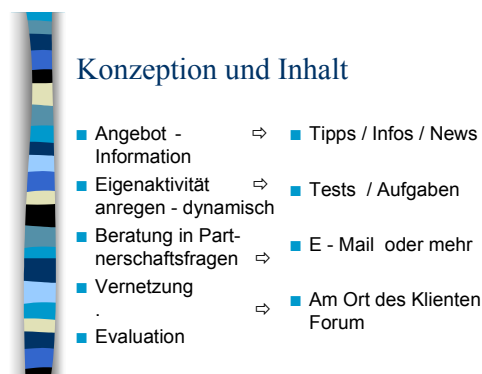 Konzeption und Inhalt
■ Angebot - ⇨
Information
■ Eigenaktivität ⇨
anregen - dynamisch
■ Beratung in Part-
nerschaftsfragen ⇨
■ Vernetzung
. ⇨
■ Evaluation
■ Tipps / Infos / News
■ Tests / Aufgaben
■ E - Mail oder mehr
■ Am Ort des Klienten
Forum